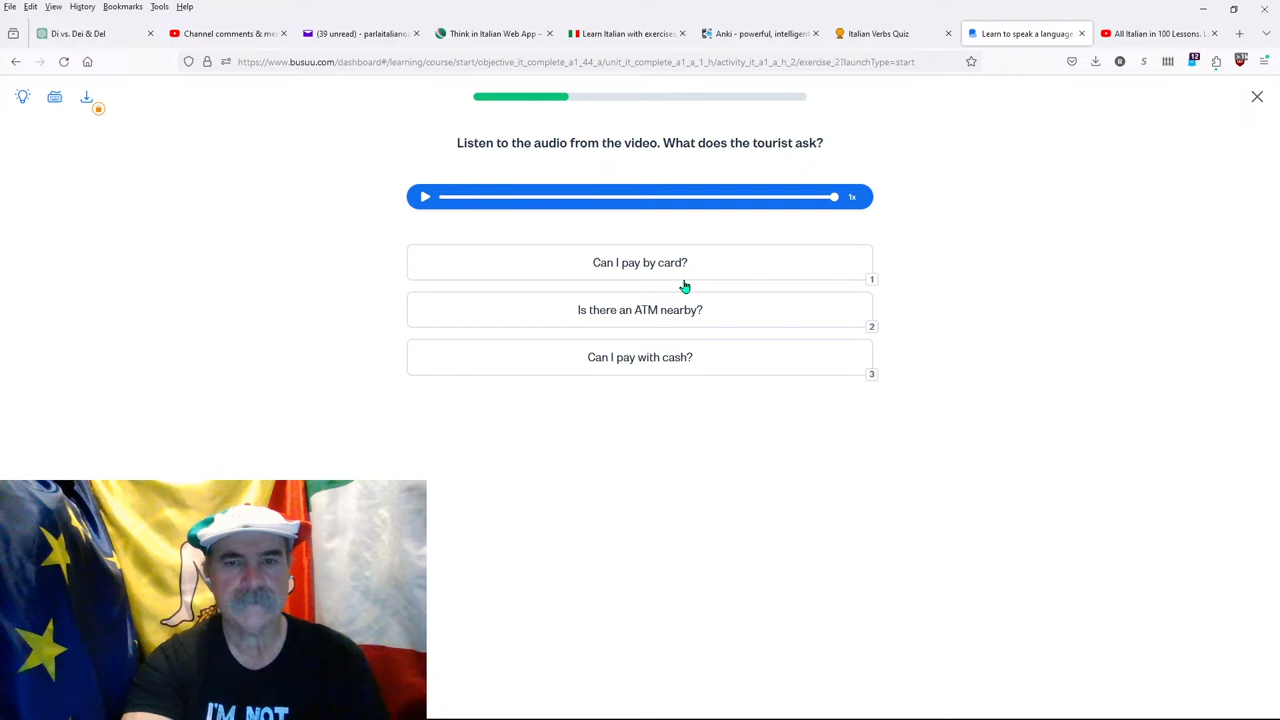 File Edit View History Bookmarks Tools Help
Di vs. Dei & Del
Channel comments & me
(39 unread) - parlaitaliano
Think in Italian Web App -
Learn Italian with exercises,
Anki - powerful, intelligent
Italian Verbs Quiz
Learn to speak a language
All Italian in 100 Lessons. L
https://www.busuu.com/dashboard#/learning/course/start/objective_it_complete_a1_44_a/unit_it_complete_a1_a_1_h/activity_it_a1_a_h_2/exercise_2?launchType=start
12
Listen to the audio from the video. What does the tourist ask?
1x
Can I pay by card?
1
Is there an ATM nearby?
2
Can I pay with cash?
3
I'M NOT